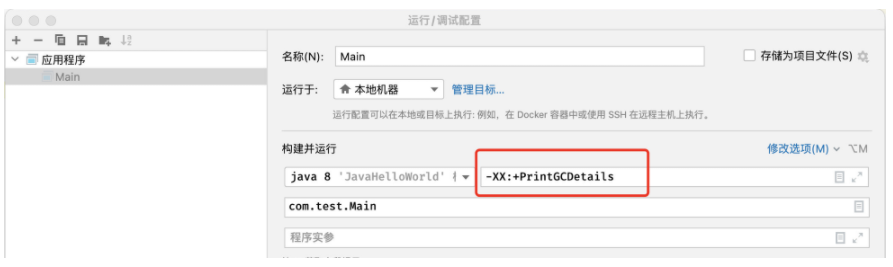 运行/调试配置
应用程序
Main
名称(N): Main 存储为项目文件(S)
运行于: 本地机器 管理目标...
运行配置可以在本地或目标上执行: 例如，在 Docker 容器中或使用 SSH 在远程主机上执行。
构建并运行 修改选项(M) ⌥M
java 8 'JavaHelloWorld' -XX:+PrintGCDetails
com.test.Main
程序实参